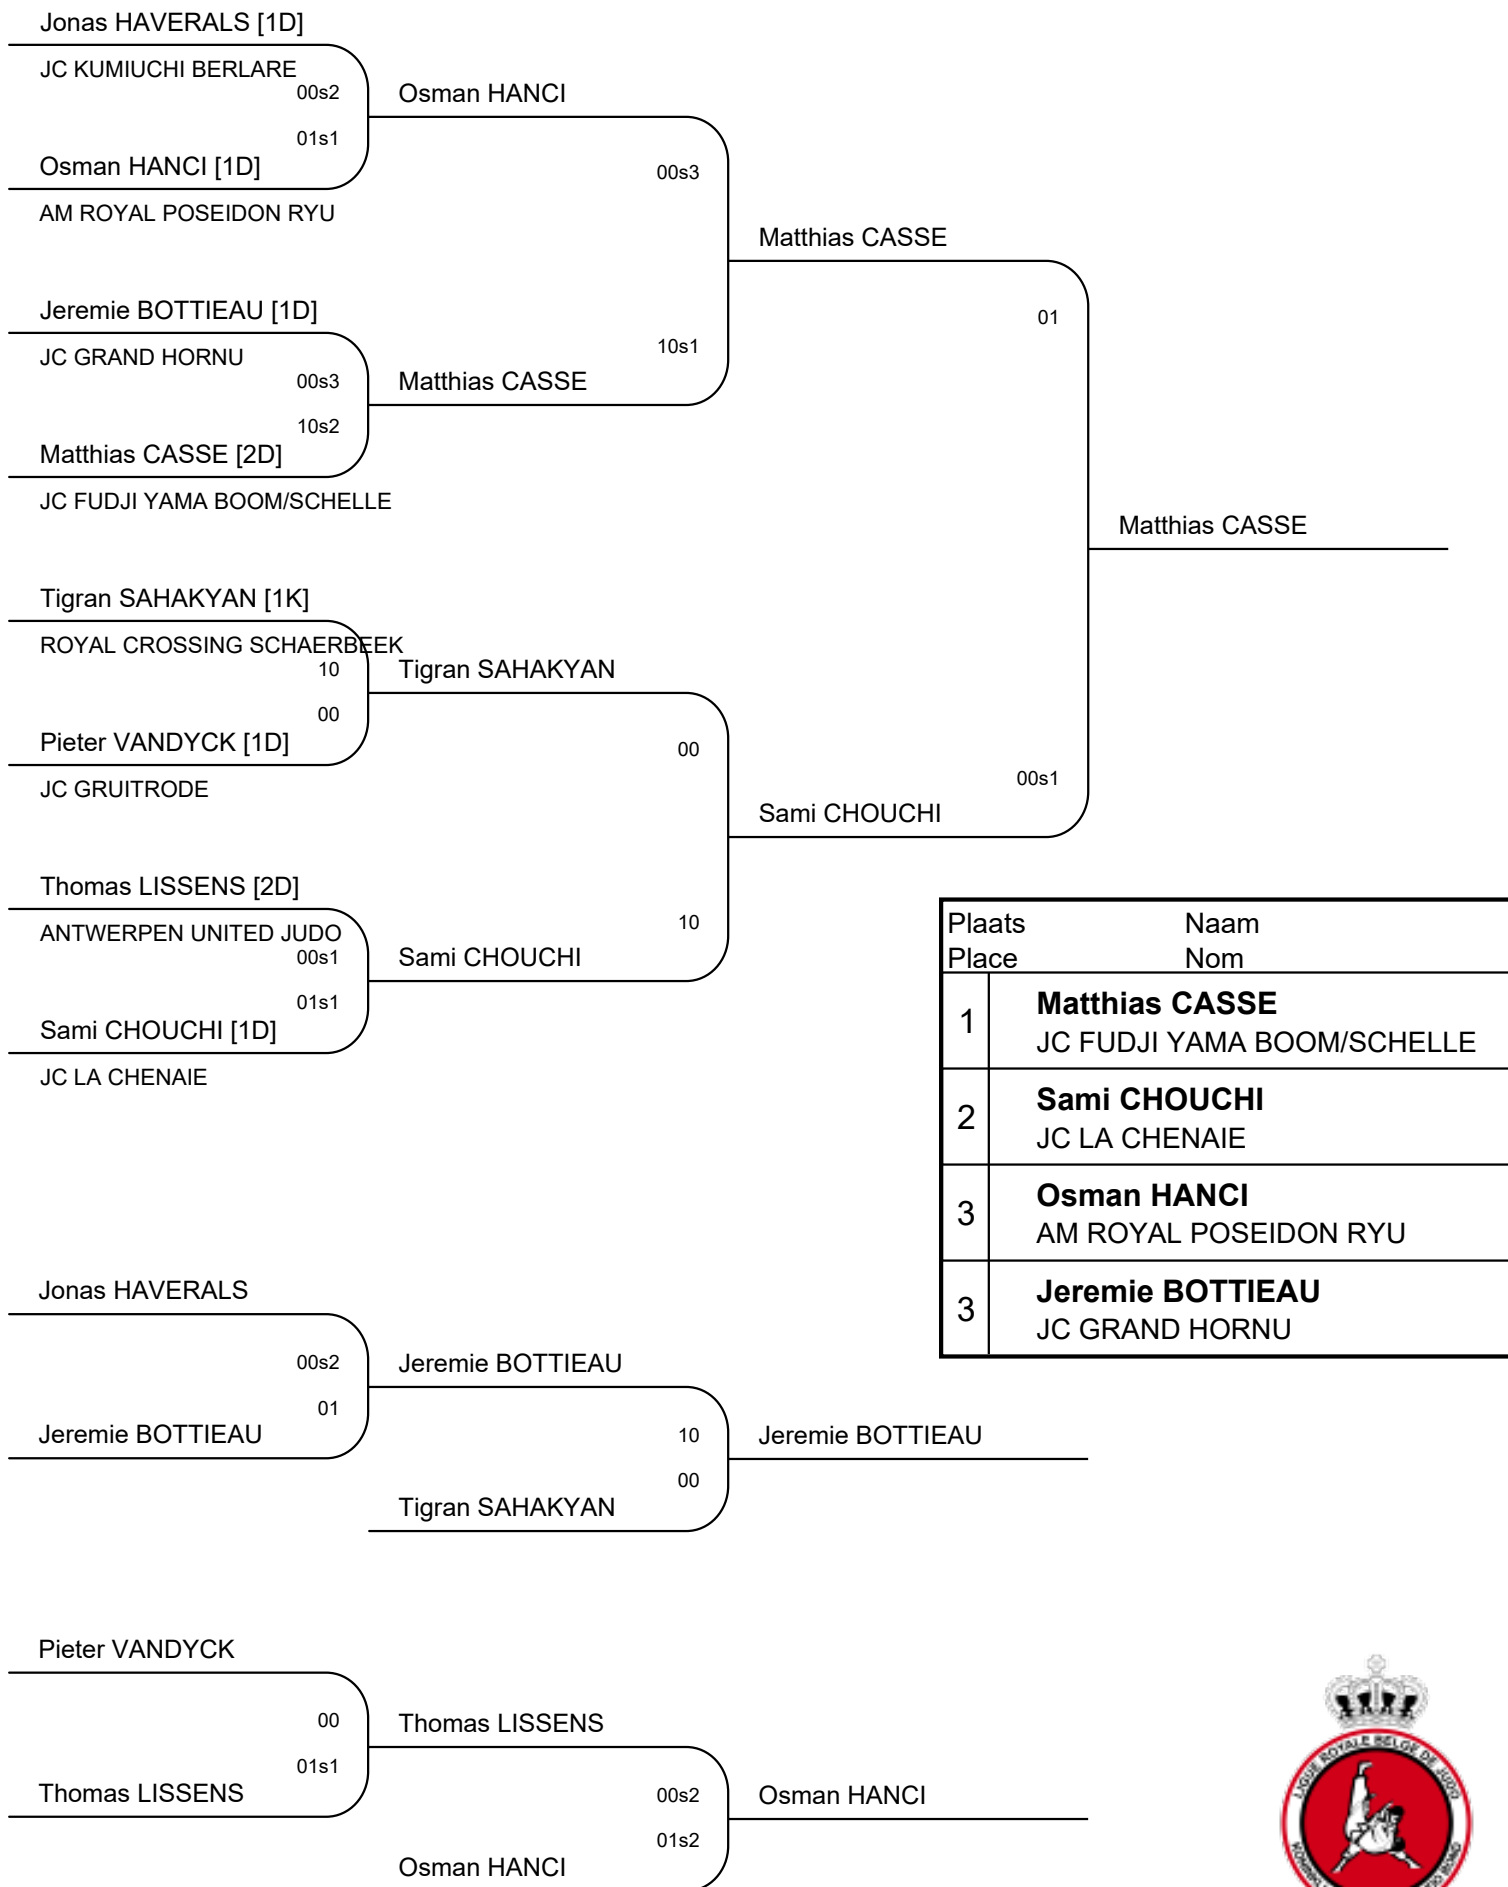 Jonas HAVERALS [1D]
JC KUMIUCHI BERLARE
00s2
Osman HANCI
01s1
Osman HANCI [1D]
00s3
AM ROYAL POSEIDON RYU
Matthias CASSE
Jeremie BOTTIEAU [1D]
01
JC GRAND HORNU
10s1
00s3
Matthias CASSE
10s2
Matthias CASSE [2D]
JC FUDJI YAMA BOOM/SCHELLE
Matthias CASSE
Tigran SAHAKYAN [1K]
ROYAL CROSSING SCHAERBEEK
10
Tigran SAHAKYAN
00
Pieter VANDYCK [1D]
00
JC GRUITRODE
00s1
Sami CHOUCHI
Thomas LISSENS [2D]
ANTWERPEN UNITED JUDO
10
00s1
Sami CHOUCHI
01s1
Sami CHOUCHI [1D]
JC LA CHENAIE
Plaats Naam
Place Nom
1 Matthias CASSE
JC FUDJI YAMA BOOM/SCHELLE
2 Sami CHOUCHI
JC LA CHENAIE
3 Osman HANCI
AM ROYAL POSEIDON RYU
3 Jeremie BOTTIEAU
JC GRAND HORNU
Jonas HAVERALS
00s2
Jeremie BOTTIEAU
01
Jeremie BOTTIEAU
10
Jeremie BOTTIEAU
00
Tigran SAHAKYAN
Pieter VANDYCK
00
Thomas LISSENS
01s1
Thomas LISSENS
00s2
Osman HANCI
01s2
Osman HANCI
LIGUE ROYALE BELGE DE JUDO